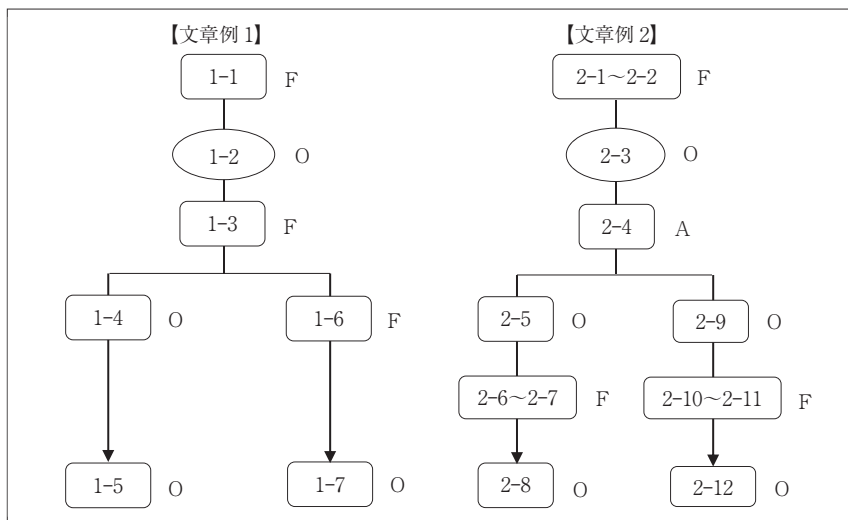 【文章例 1】 【文章例 2】
1-1 F 2-1～2-2 F
1-2 O 2-3 O
1-3 F 2-4 A
1-4 O 1-6 F 2-5 O 2-9 O
2-6～2-7 F 2-10～2-11 F
1-5 O 1-7 O 2-8 O 2-12 O